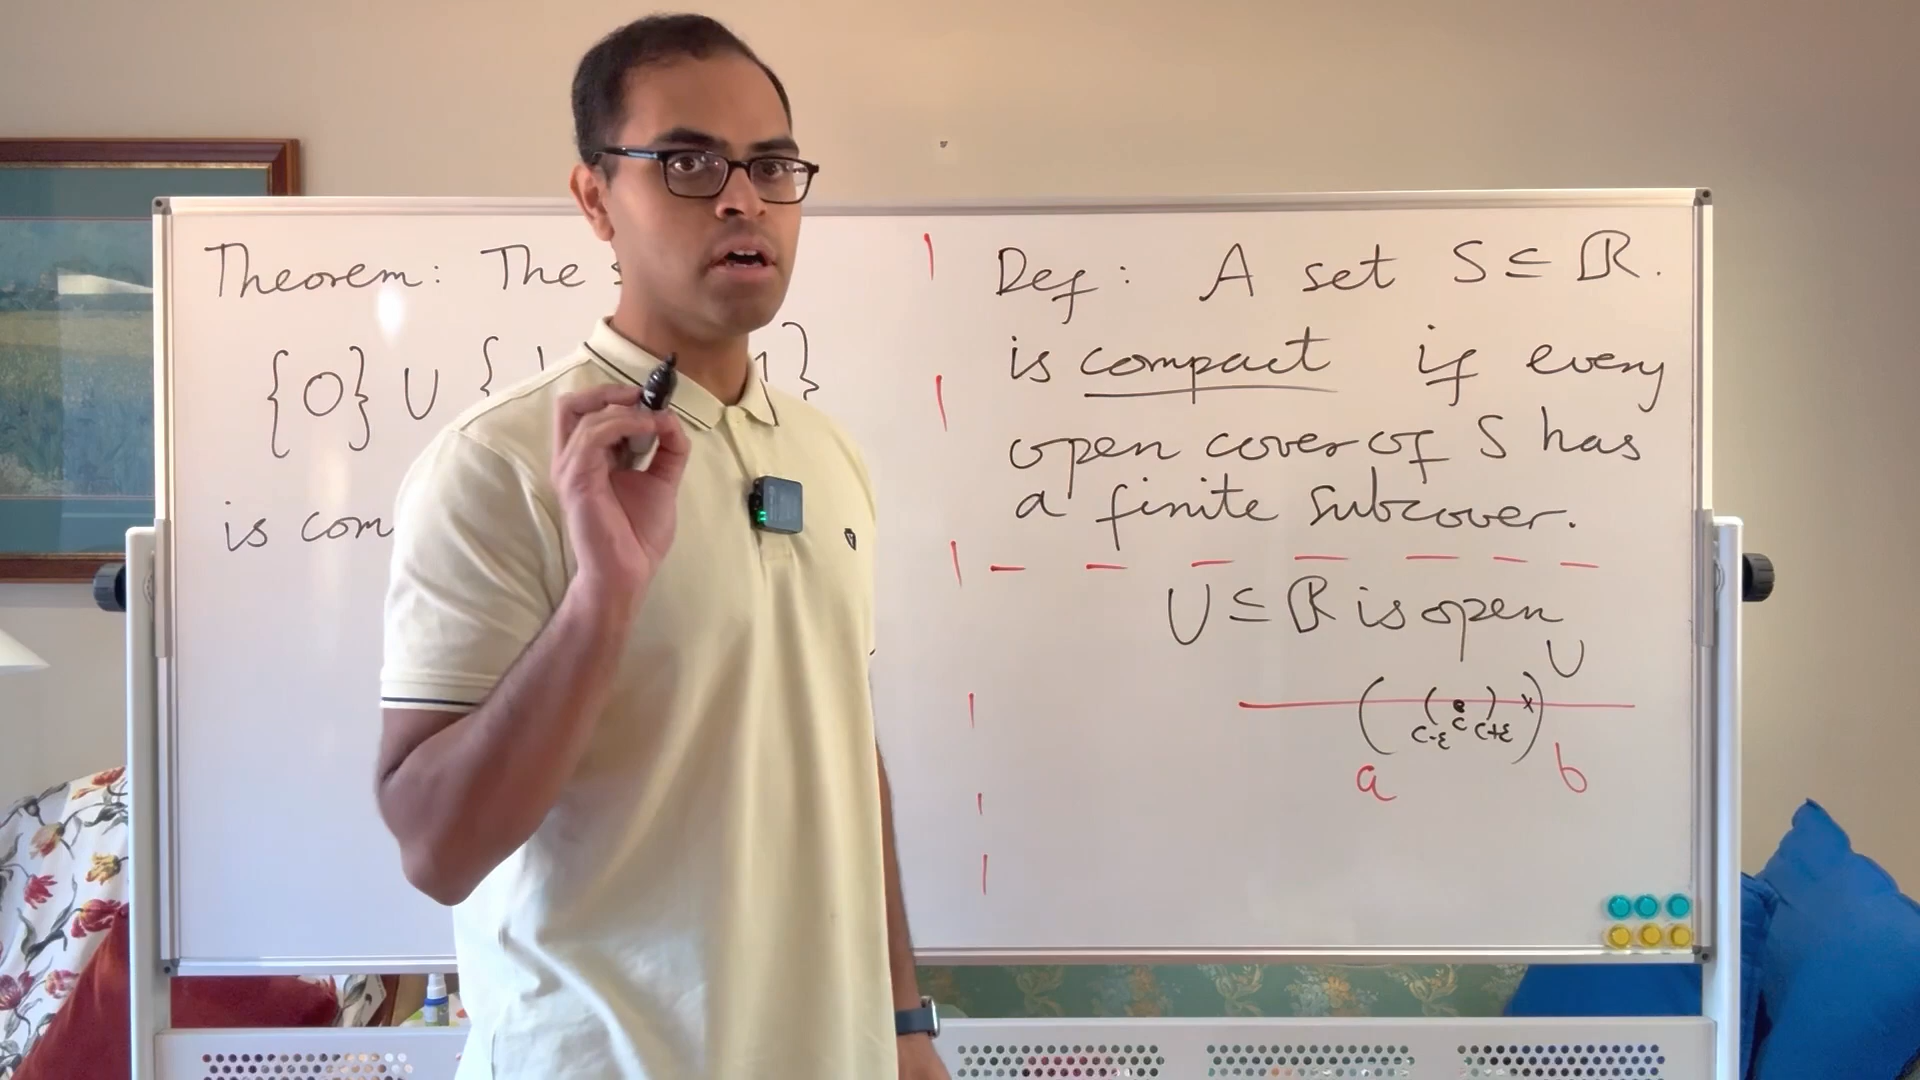 Theorem: The
{0} ∪ {1
1}
is com
Def: A set S ⊆ ℝ.
is compact if every
open cover of S has
a finite subcover.
U ⊆ ℝ is open
U
( ( • ) x )
c-ε c c+ε
a b